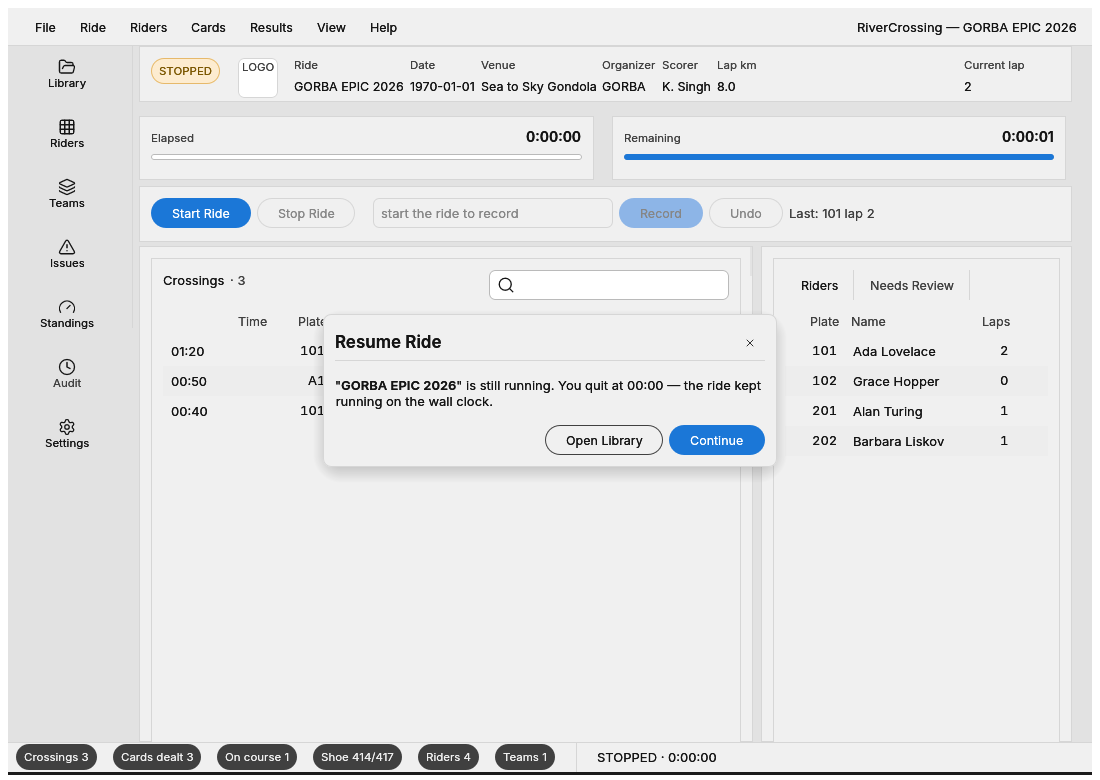 File Ride Riders Cards Results View Help RiverCrossing — GORBA EPIC 2026
Library
Riders
Teams
Issues
Standings
Audit
Settings
STOPPED
LOGO
Ride Date Venue Organizer Scorer Lap km Current lap
GORBA EPIC 2026 1970-01-01 Sea to Sky Gondola GORBA K. Singh 8.0 2
Elapsed 0:00:00
Remaining 0:00:01
Start Ride Stop Ride start the ride to record Record Undo Last: 101 lap 2
Crossings · 3
Time Plate
01:20 101
00:50 A1
00:40 101
Resume Ride
"GORBA EPIC 2026" is still running. You quit at 00:00 — the ride kept
running on the wall clock.
Open Library Continue
Riders Needs Review
Plate Name Laps
101 Ada Lovelace 2
102 Grace Hopper 0
201 Alan Turing 1
202 Barbara Liskov 1
Crossings 3 Cards dealt 3 On course 1 Shoe 414/417 Riders 4 Teams 1 STOPPED · 0:00:00